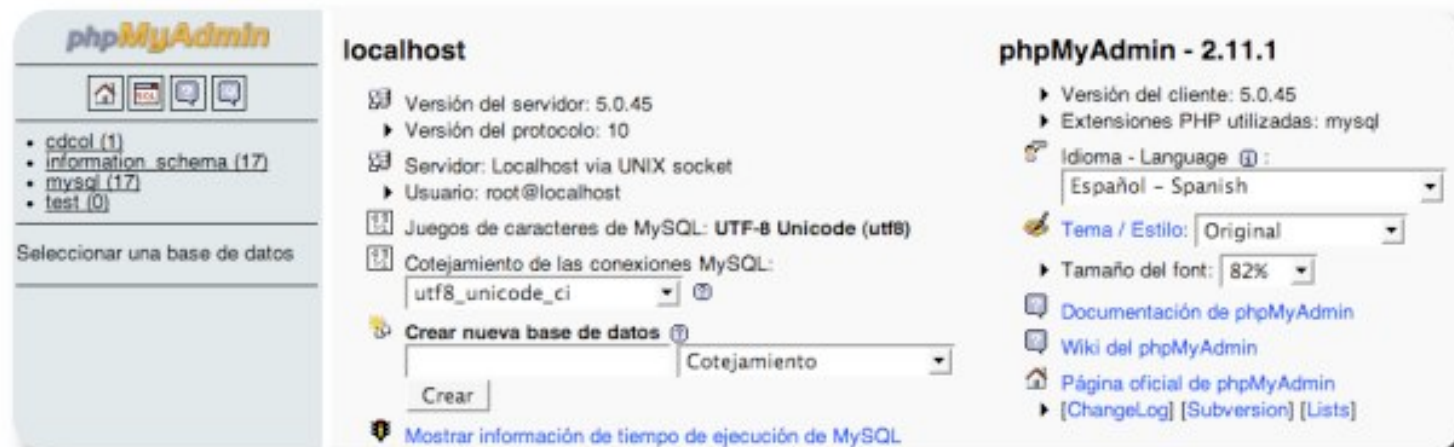 phpMyAdmin
SQL
cdcol (1)
information_schema (17)
mysql (17)
test (0)
Seleccionar una base de datos
localhost
Versión del servidor: 5.0.45
Versión del protocolo: 10
Servidor: Localhost via UNIX socket
Usuario: root@localhost
Juegos de caracteres de MySQL: UTF-8 Unicode (utf8)
Cotejamiento de las conexiones MySQL:
utf8_unicode_ci
Crear nueva base de datos
Cotejamiento
Crear
Mostrar información de tiempo de ejecución de MySQL
phpMyAdmin - 2.11.1
Versión del cliente: 5.0.45
Extensiones PHP utilizadas: mysql
Idioma - Language :
Español - Spanish
Tema / Estilo: Original
Tamaño del font: 82%
Documentación de phpMyAdmin
Wiki del phpMyAdmin
Página oficial de phpMyAdmin
[ChangeLog] [Subversion] [Lists]